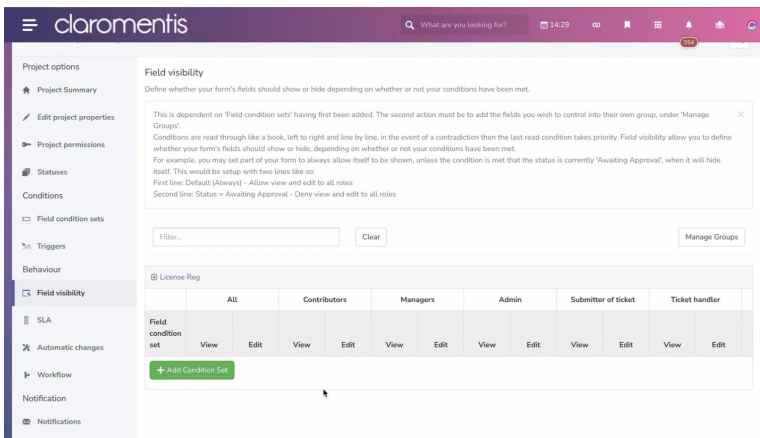 claromentis
What are you looking for?
14:29
354
Project options
Project Summary
Edit project properties
Project permissions
Statuses
Conditions
Field condition sets
Triggers
Behaviour
Field visibility
SLA
Automatic changes
Workflow
Notification
Notifications
Field visibility
Define whether your form's fields should show or hide depending on whether or not your conditions have been met.
This is dependent on 'Field condition sets' having first been added. The second action must be to add the fields you wish to control into their own group, under 'Manage
Groups'.
Conditions are read through like a book, left to right and line by line, in the event of a contradiction then the last read condition takes priority. Field visibility allow you to define
whether your form's fields should show or hide, depending on whether or not your conditions have been met.
For example, you may set part of your form to always allow itself to be shown, unless the condition is met that the status is currently 'Awaiting Approval', when it will hide
itself. This would be setup with two lines like so:
First line: Default (Always) - Allow view and edit to all roles
Second line: Status = Awaiting Approval - Deny view and edit to all roles
Filter...
Clear
Manage Groups
License Reg
All Contributors Managers Admin Submitter of ticket Ticket handler
Field
condition
set View Edit View Edit View Edit View Edit View Edit View Edit
+ Add Condition Set